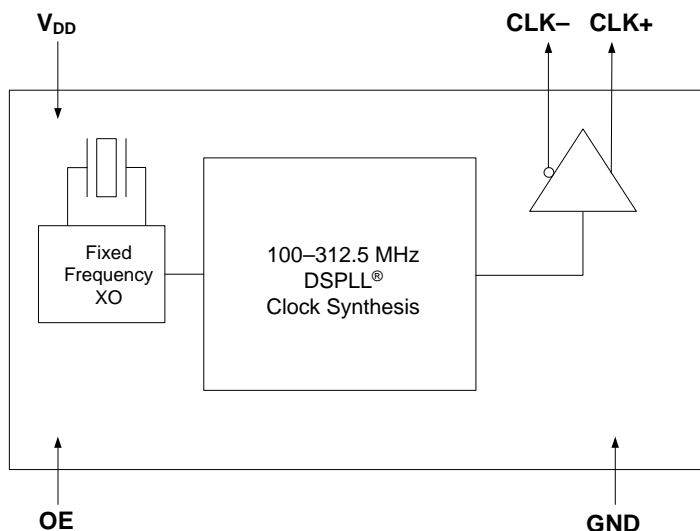 VDD
CLK– CLK+
Fixed
Frequency
XO
100–312.5 MHz
DSPLL®
Clock Synthesis
OE
GND